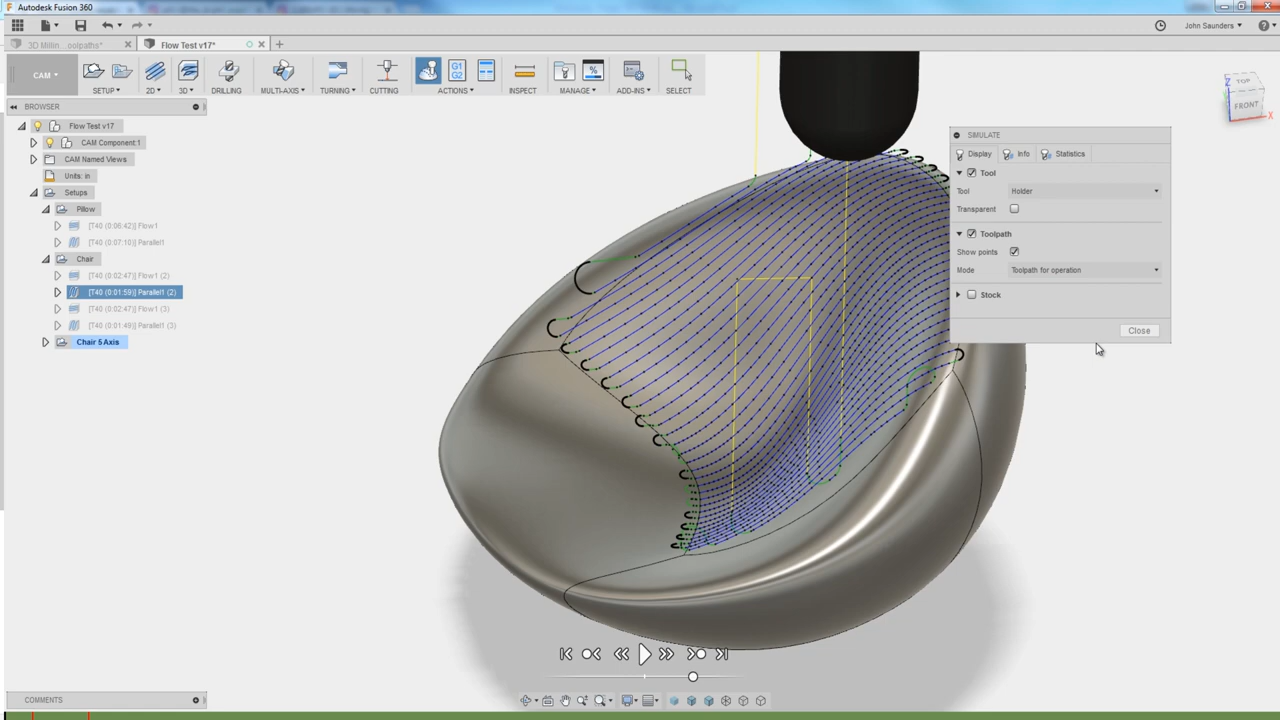 Autodesk Fusion 360
John Saunders
3D Millin...oolpaths*
Flow Test v17*
CAM
SETUP
2D
3D
DRILLING
MULTI-AXIS
TURNING
CUTTING
G1
G2
ACTIONS
INSPECT
MANAGE
ADD-INS
SELECT
TOP
FRONT
Z
X
BROWSER
Flow Test v17
CAM Component:1
CAM Named Views
Units: in
Setups
Pillow
[T40 (0:06:42)] Flow1
[T40 (0:07:10)] Parallel1
Chair
[T40 (0:02:47)] Flow1 (2)
[T40 (0:01:59)] Parallel1 (2)
[T40 (0:02:47)] Flow1 (3)
[T40 (0:01:49)] Parallel1 (3)
Chair 5 Axis
SIMULATE
Display
Info
Statistics
Tool
Tool
Holder
Transparent
Toolpath
Show points
Mode
Toolpath for operation
Stock
Close
COMMENTS